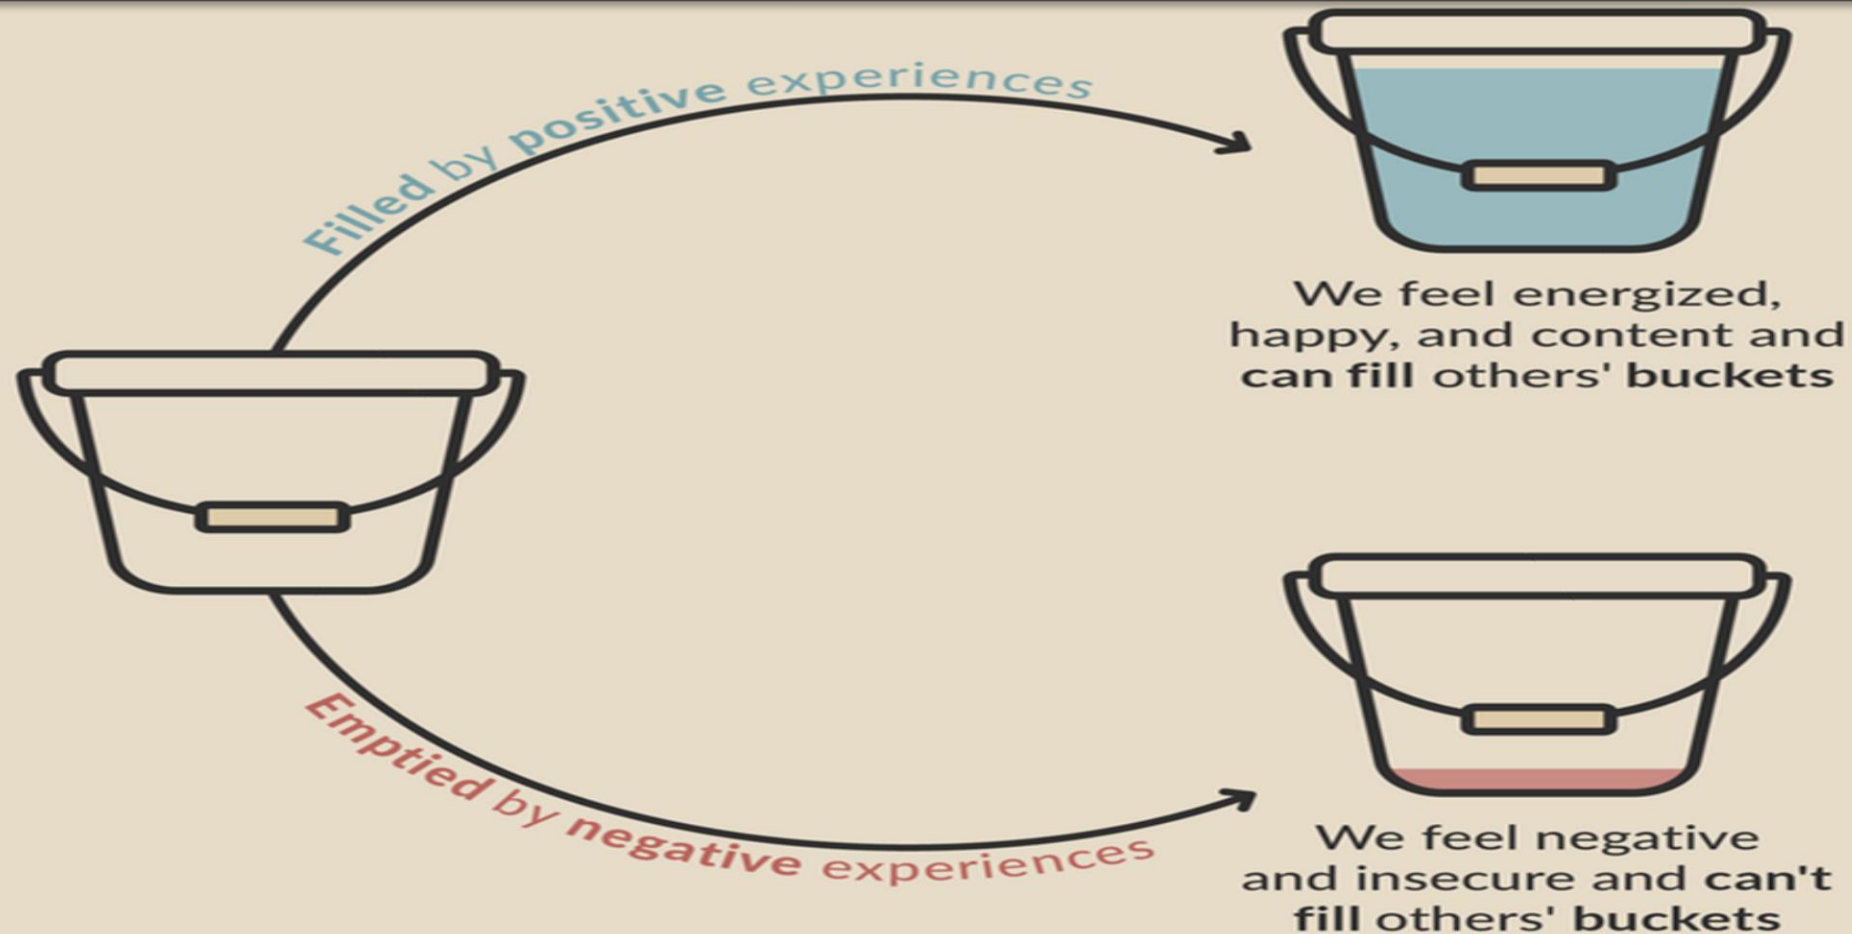 Filled by positive experiences
We feel energized,
happy, and content and
can fill others' buckets
Emptied by negative experiences
We feel negative
and insecure and can't
fill others' buckets